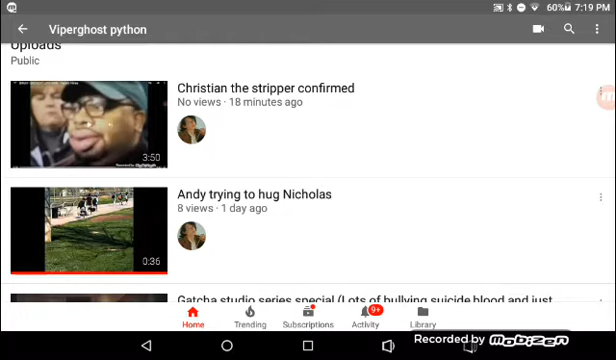 60% 7:19 PM
Viperghost python
Uploads
Public
Christian the stripper confirmed
No views · 18 minutes ago
3:50
Andy trying to hug Nicholas
8 views · 1 day ago
0:36
Gatcha studio series special (Lots of bullying suicide blood and just
Home Trending Subscriptions Activity Library
9+
Recorded by Mobizen